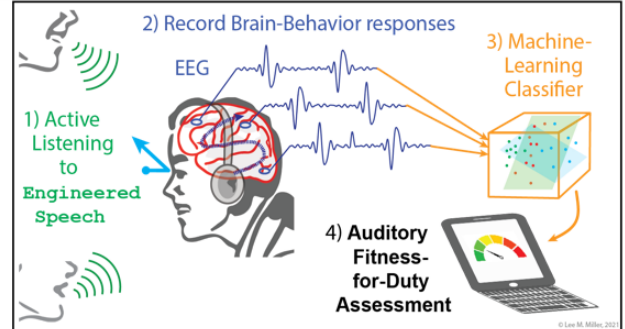 2) Record Brain-Behavior responses
EEG
3) Machine-
Learning
Classifier
1) Active
Listening
to
Engineered
Speech
4) Auditory
Fitness-
for-Duty
Assessment
© Lee M. Miller, 2021